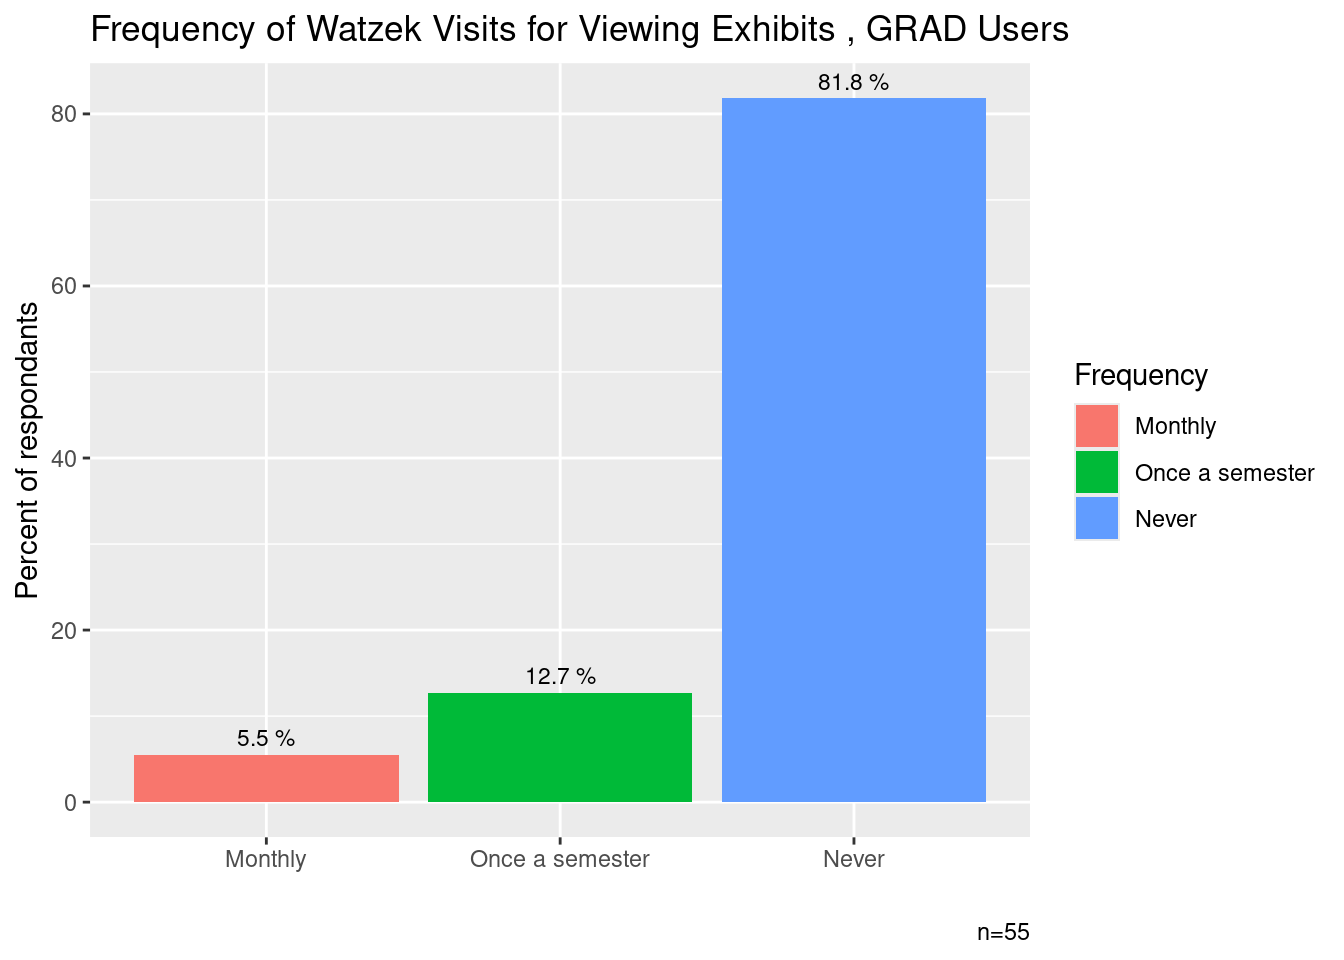 Frequency of Watzek Visits for Viewing Exhibits , GRAD Users
81.8 %
12.7 %
5.5 %
80
60
40
20
0
Percent of respondants
Monthly
Once a semester
Never
Frequency
Monthly
Once a semester
Never
n=55